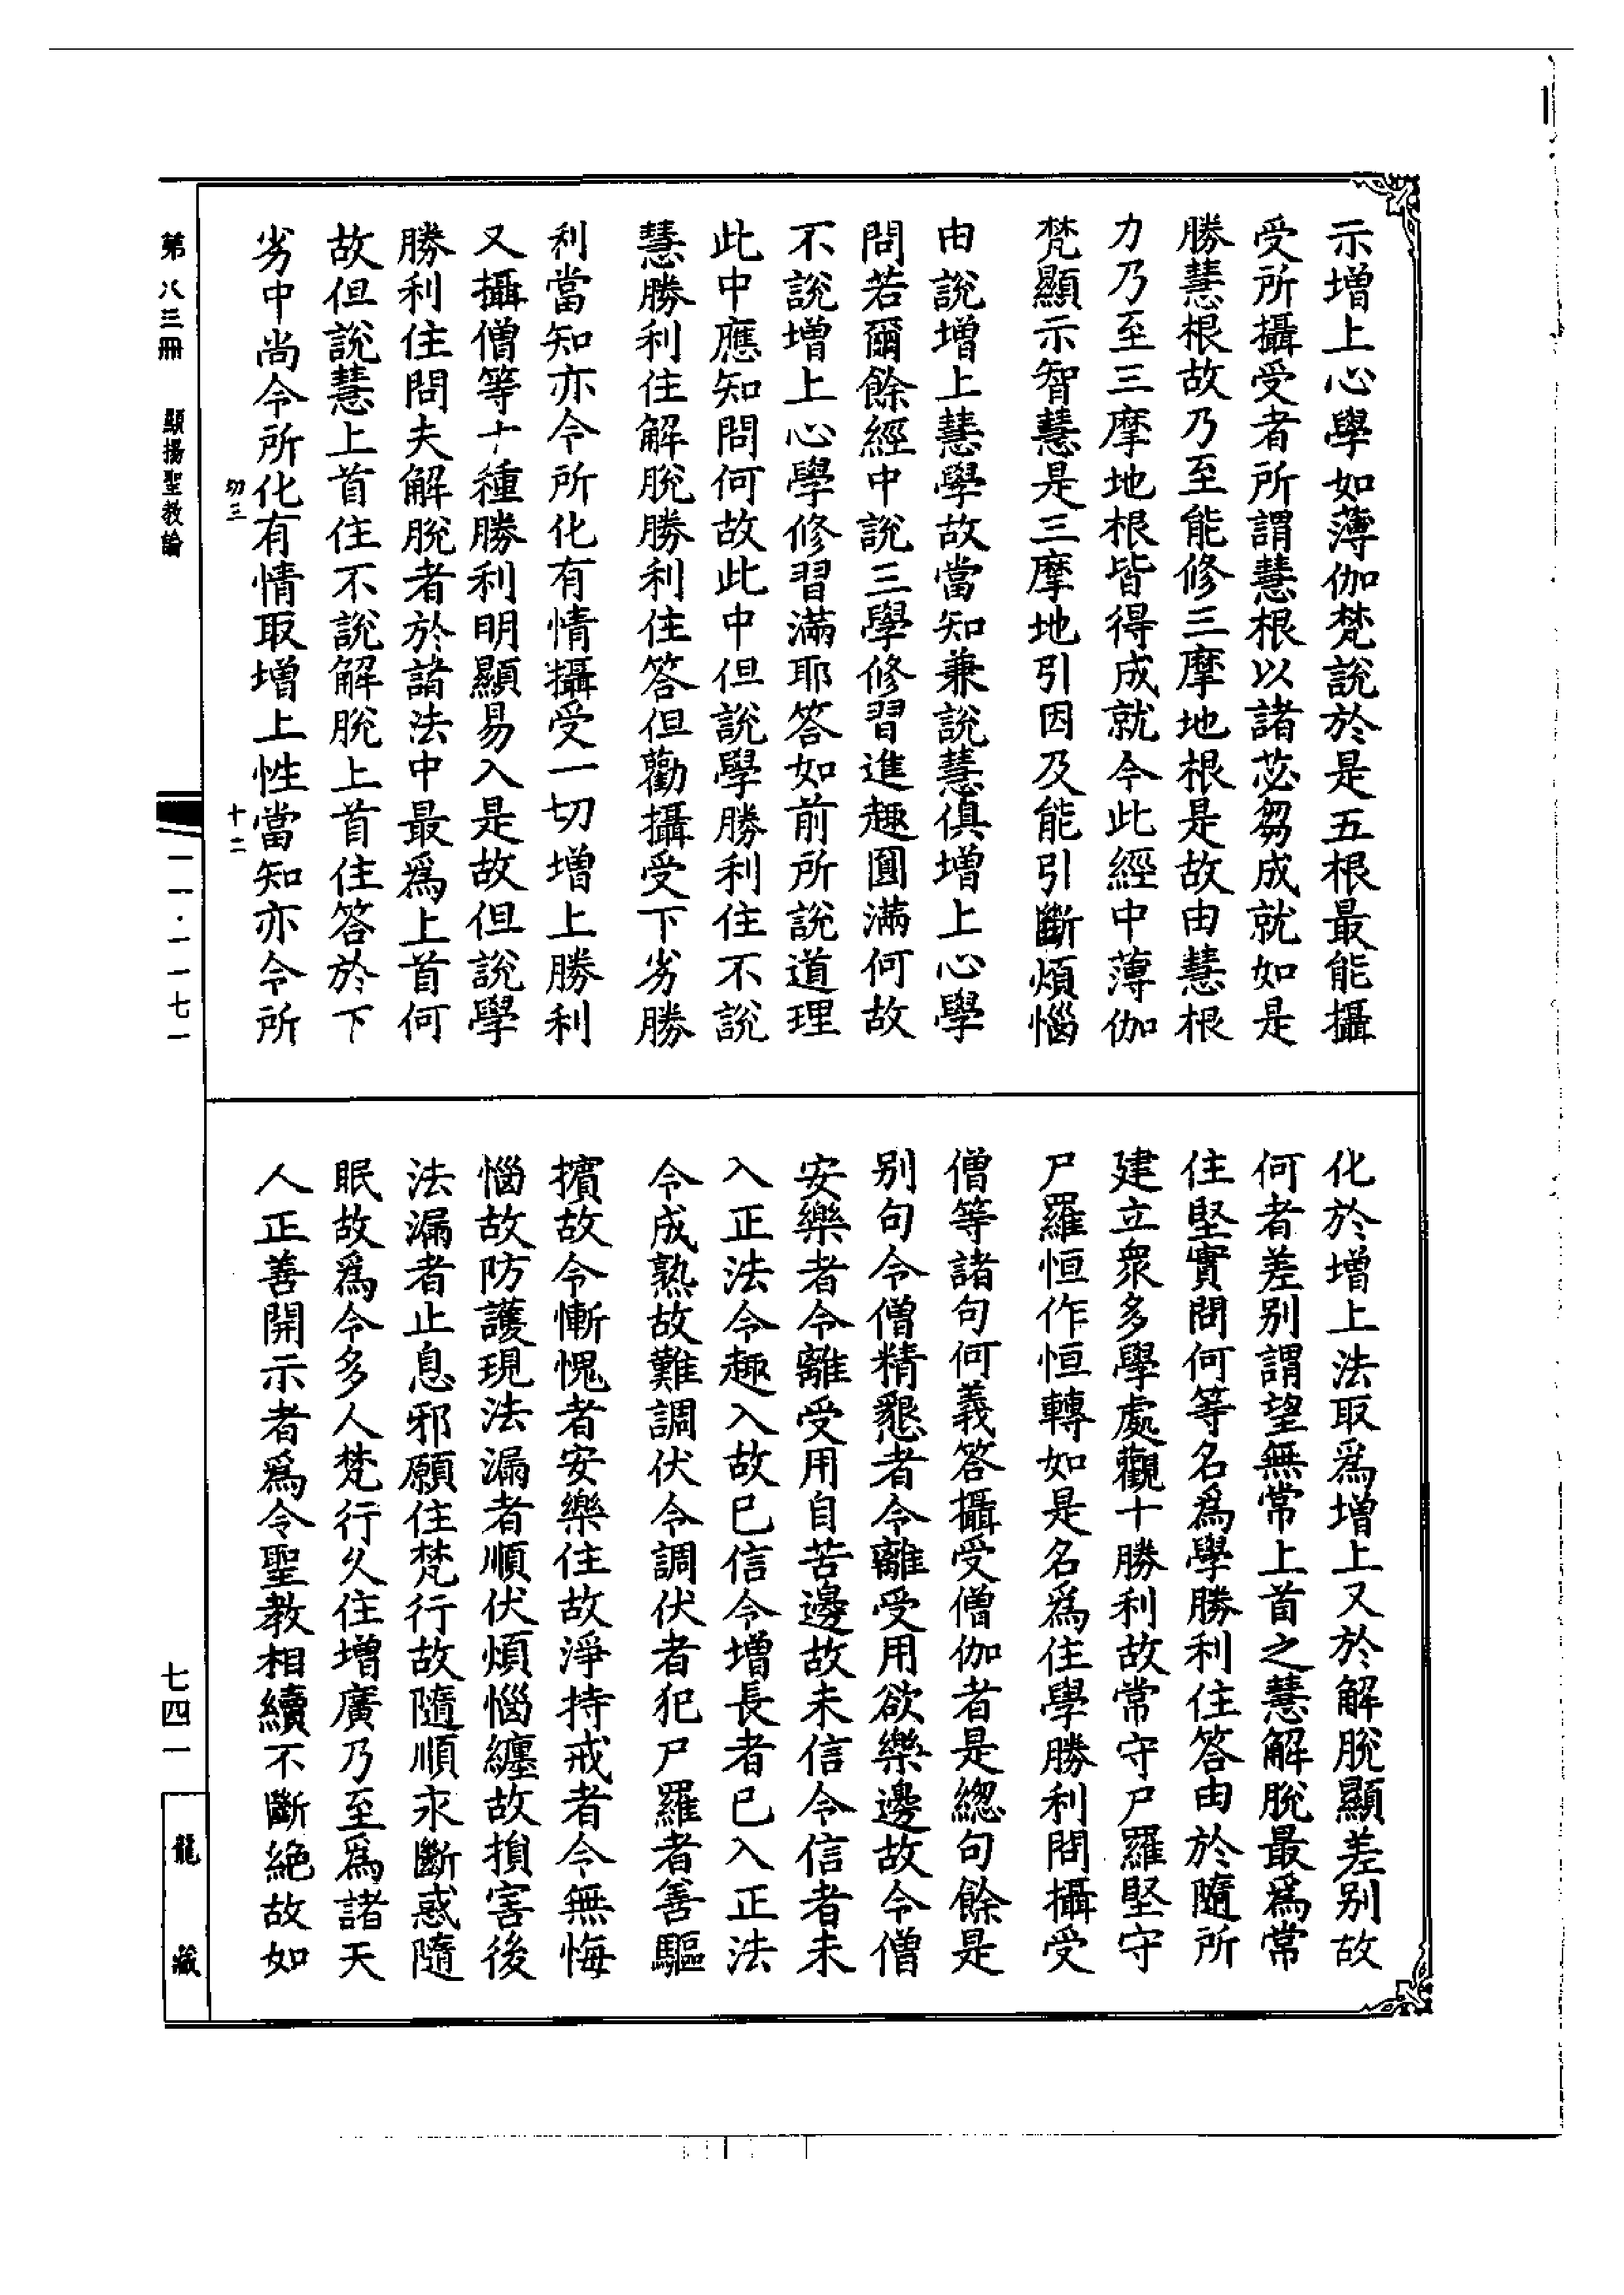 示增上心學如薄伽梵說於是五根最能攝
受所攝受者所謂慧根以諸苾芻成就如是
勝慧根故乃至能修三摩地根是故由慧根
力乃至三摩地根皆得成就今此經中薄伽
梵顯示智慧是三摩地引因及能引斷煩惱
由說增上慧學故當知兼說慧俱增上心學
問若爾餘經中說三學修習進趣圓滿何故
不說增上心學修習滿耶答如前所說道理
此中應知問何故此中但說學勝利住不說
慧勝利住解脫勝利住答但勸攝受下劣勝
利當知亦令所化有情攝受一切增上勝利
又攝僧等十種勝利明顯易入是故但說學
勝利住問夫解脫者於諸法中最爲上首何
故但說慧上首住不說解脫上首住答於下
劣中尚令所化有情取增上性當知亦令所
化於增上法取爲增上又於解脫顯差別故
何者差別謂望無常上首之慧解脫最爲常
住堅實問何等名爲學勝利住答由於隨所
建立衆多學處觀十勝利故常守尸羅堅守
尸羅恒作恒轉如是名爲住學勝利問攝受
僧等諸句何義答攝受僧伽者是緫句餘是
別句令僧精懇者令離受用欲樂邊故令僧
安樂者令離受用自苦邊故未信令信者未
入正法令趣入故已信令增長者已入正法
令成熟故難調伏令調伏者犯尸羅者善驅
擯故令慚愧者安樂住故淨持戒者令無悔
惱故防護現法漏者順伏煩惱纏故損害後
法漏者止息邪願住梵行故隨順永斷惑隨
眠故爲令多人梵行久住增廣乃至爲諸天
人正善開示者爲令聖教相續不斷絕故如
第八三冊 顯揚聖教論
切三 十二
一一·一一七一
七四一
龍藏